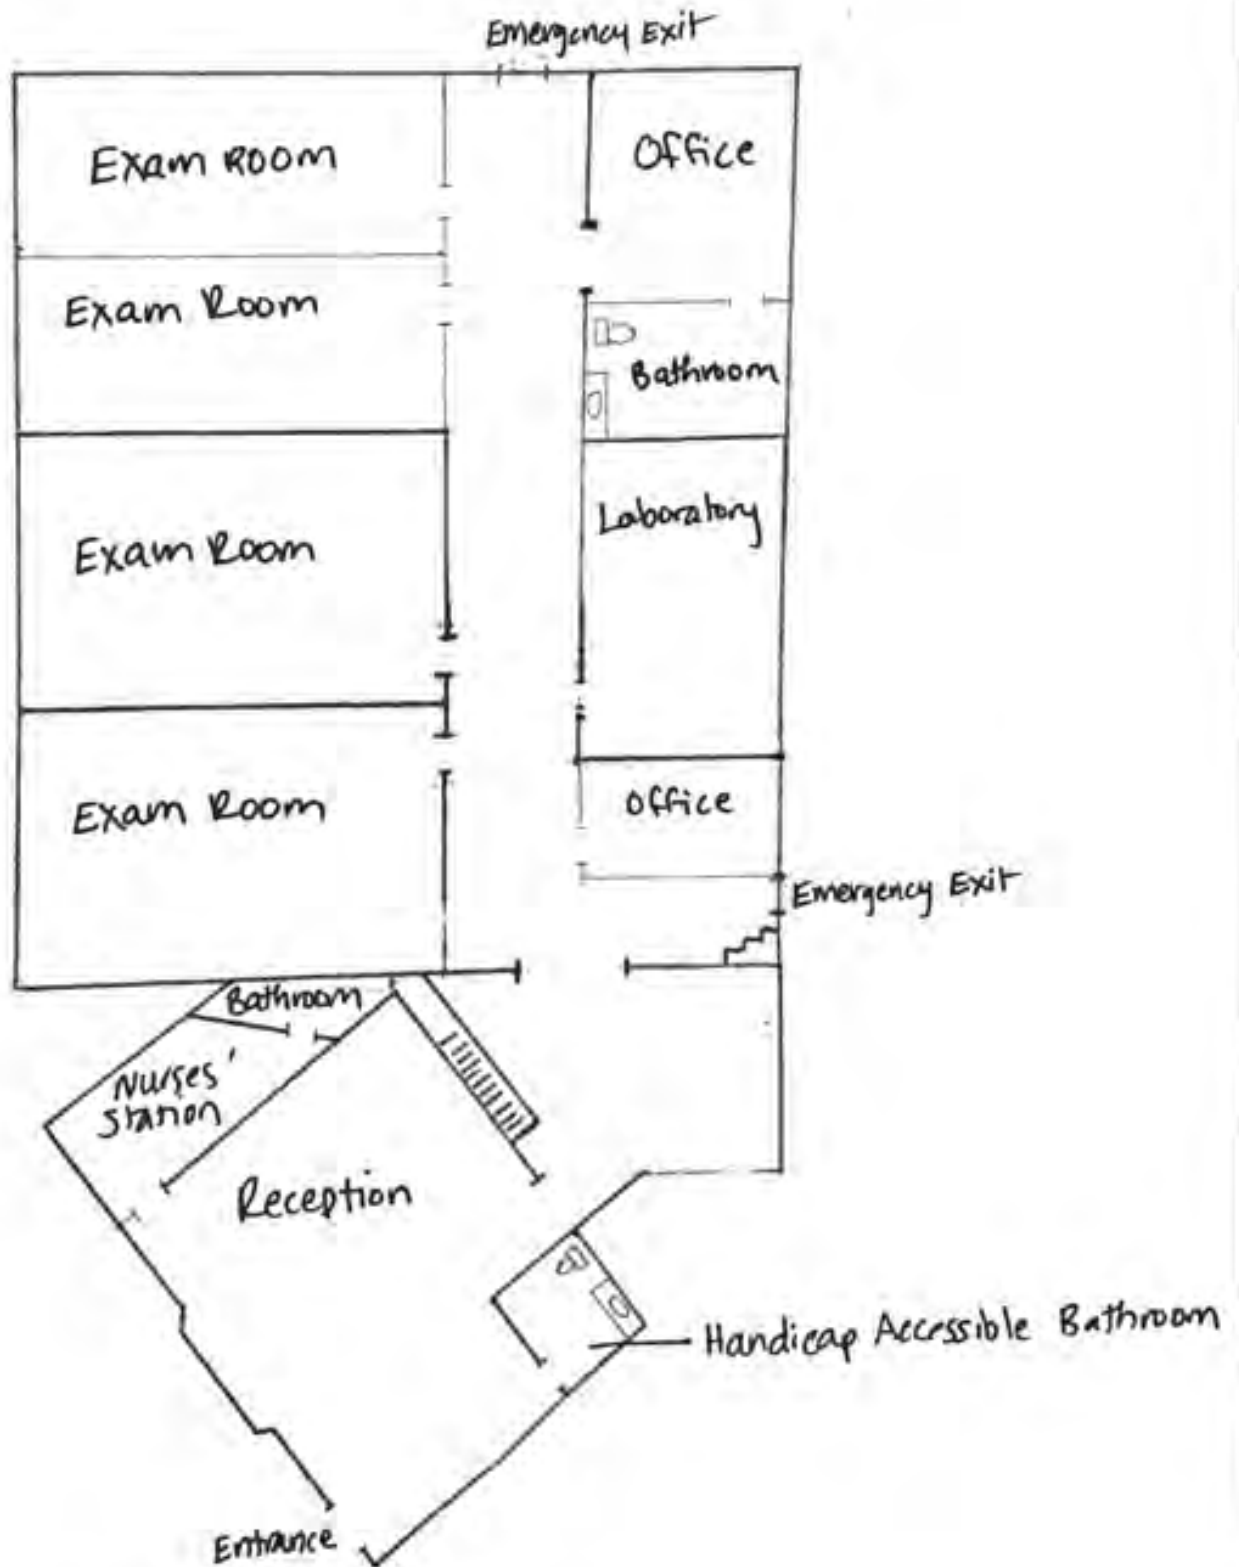 Emergency Exit
Exam Room
Office
Exam Room
Bathroom
Laboratory
Exam Room
Exam Room
Office
Emergency Exit
Bathroom
Nurses'
Station
Reception
Handicap Accessible Bathroom
Entrance